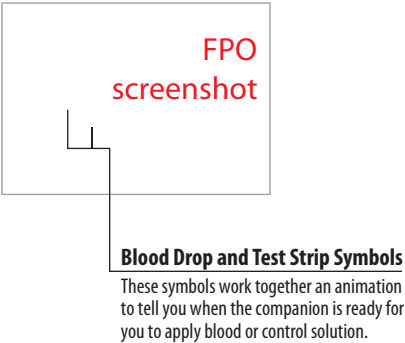 FPO
screenshot
Blood Drop and Test Strip Symbols
These symbols work together an animation
to tell you when the companion is ready for
you to apply blood or control solution.